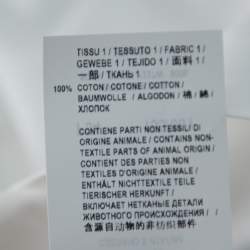 TISSU 1 / TESSUTO 1 / FABRIC 1 /
GEWEBE 1 / TEJIDO 1 / 面料 1 /
一部 / ТКАНЬ 1
100% COTON / COTONE / COTTON /
BAUMWOLLE / ALGODON / 棉 / 綿 /
ХЛОПОК
CONTIENE PARTI NON TESSILI DI
ORIGINE ANIMALE / CONTAINS NON-
TEXTILE PARTS OF ANIMAL ORIGIN /
CONTIENT DES PARTIES NON
TEXTILES D'ORIGINE ANIMALE /
ENTHÄLT NICHTTEXTILE TEILE
TIERISCHER HERKUNFT /
ВКЛЮЧАЕТ НЕТКАНЫЕ ДЕТАЛИ
ЖИВОТНОГО ПРОИСХОЖДЕНИЯ /
含源自动物的非纺织部件